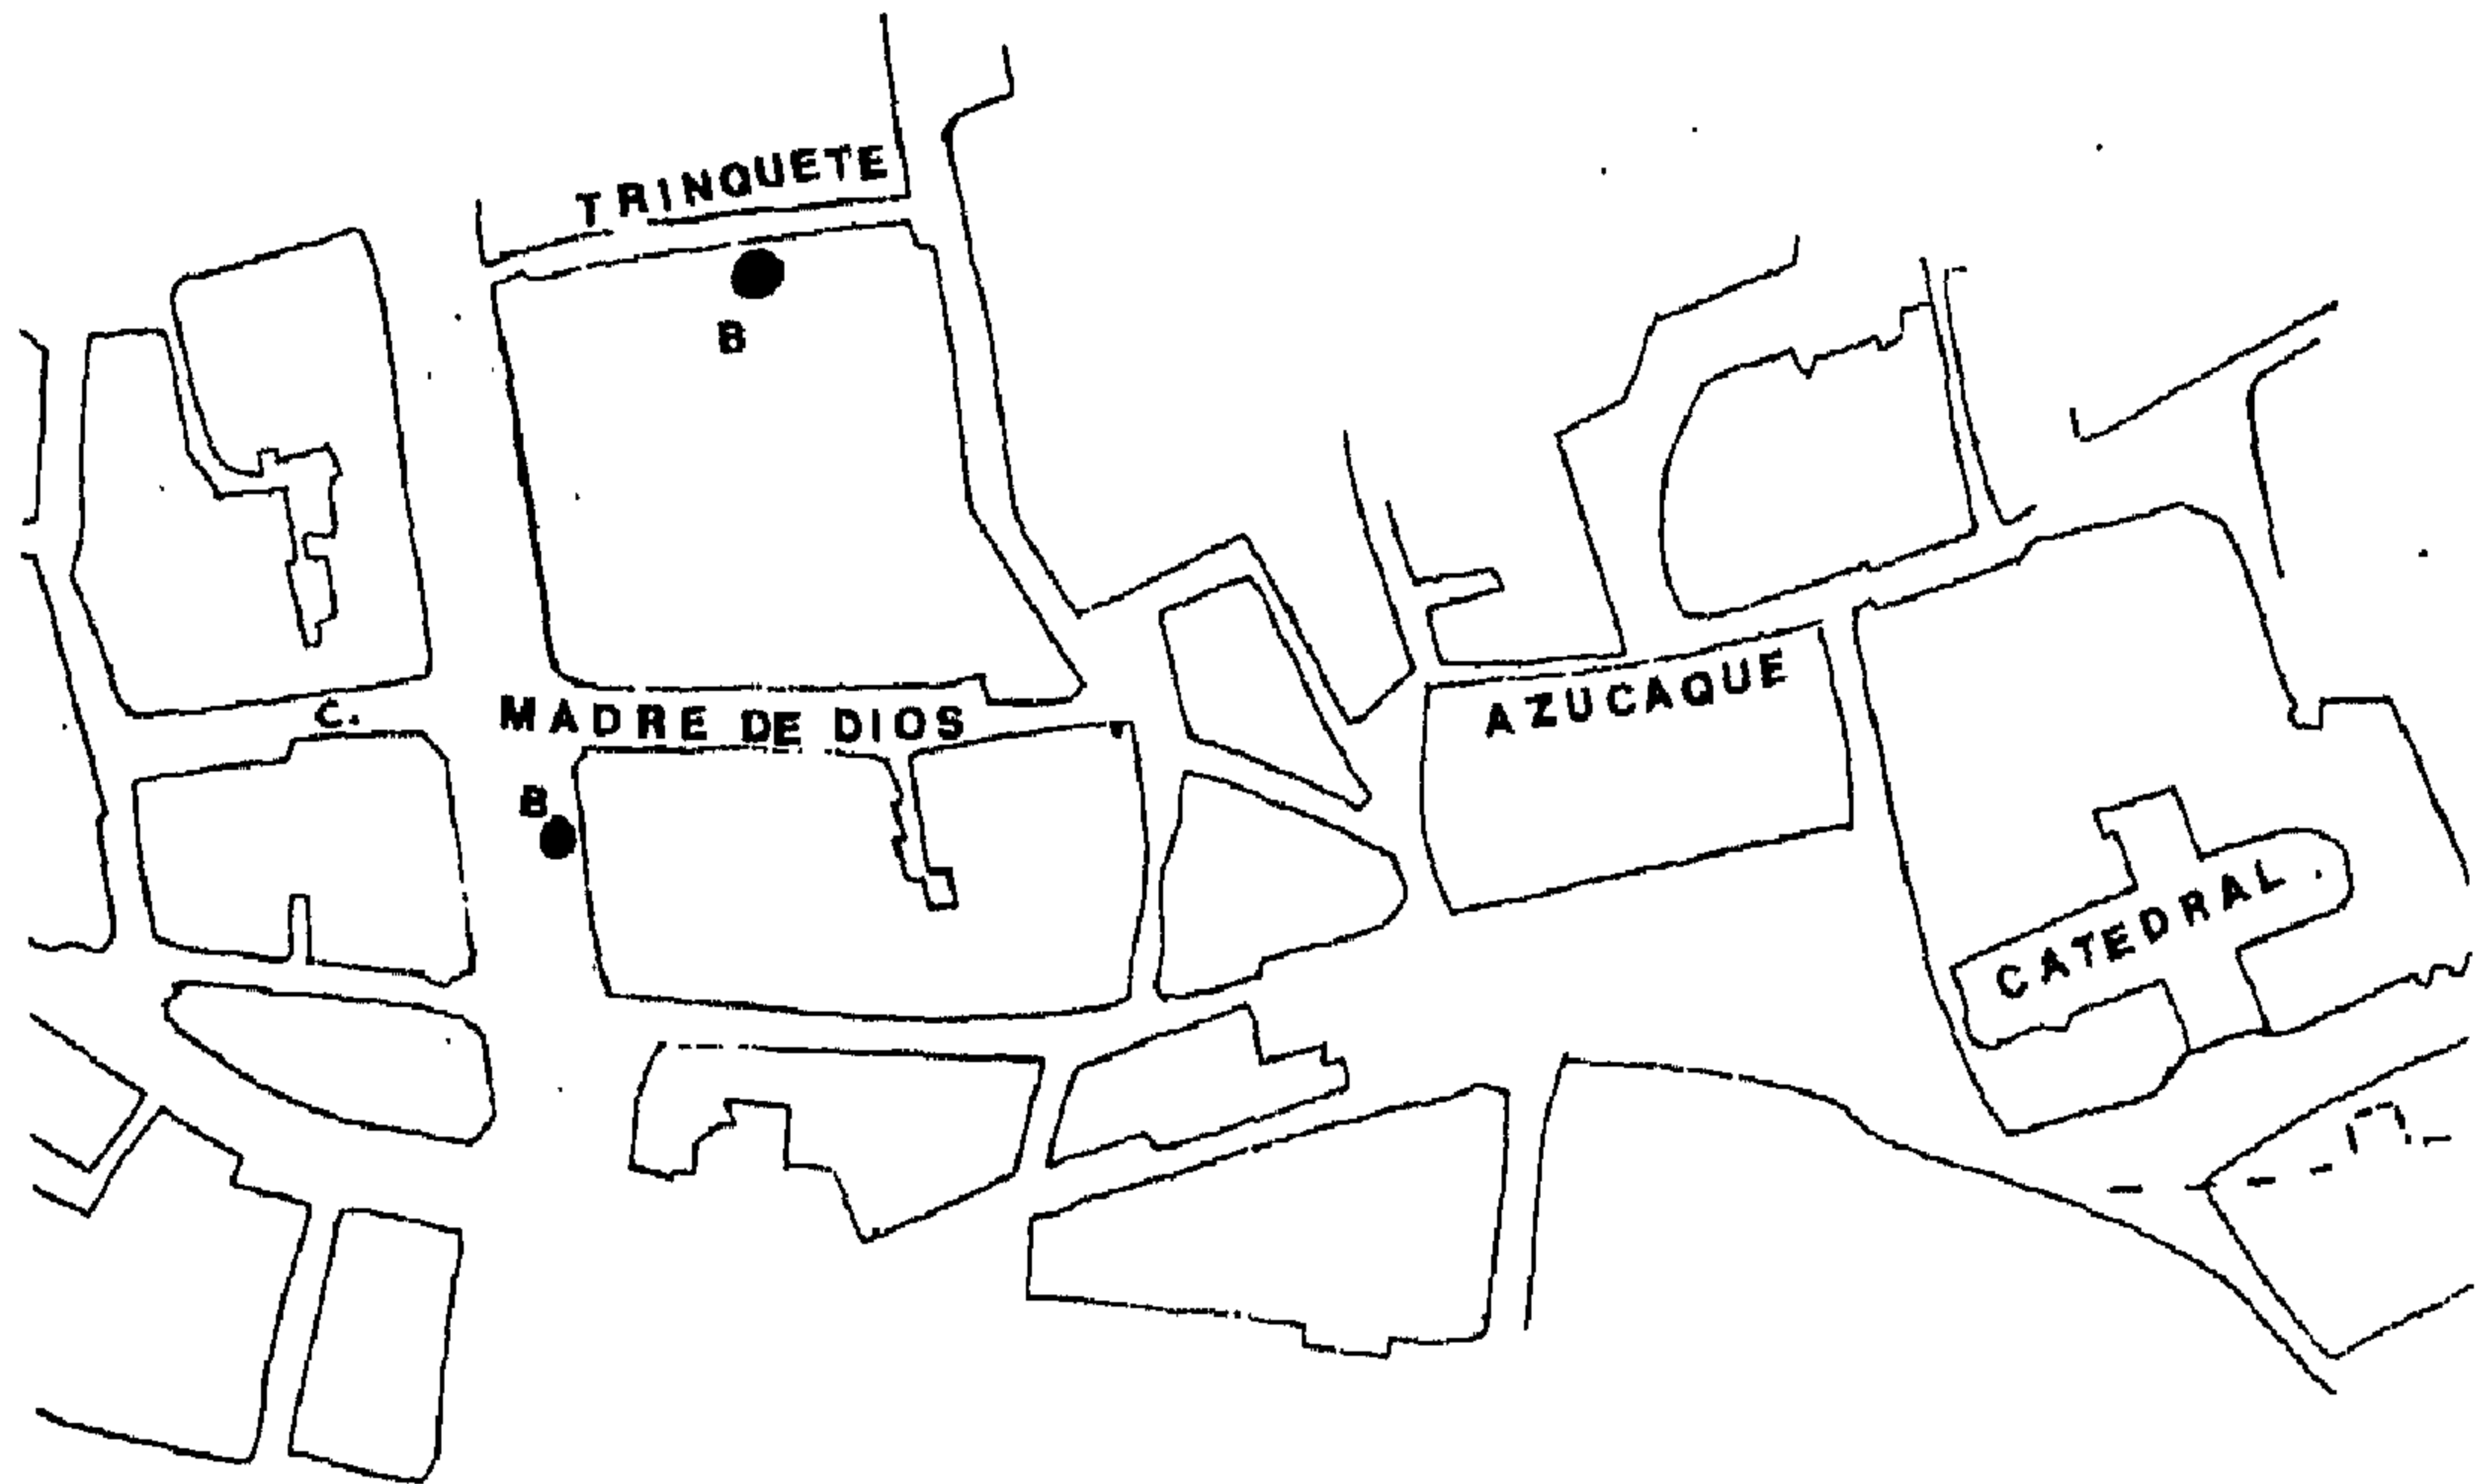 TRINQUETE
B
AZUCAQUE
C. MADRE DE DIOS
B
CATEDRAL.